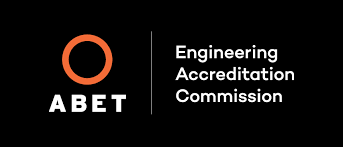 ABET
Engineering
Accreditation
Commission